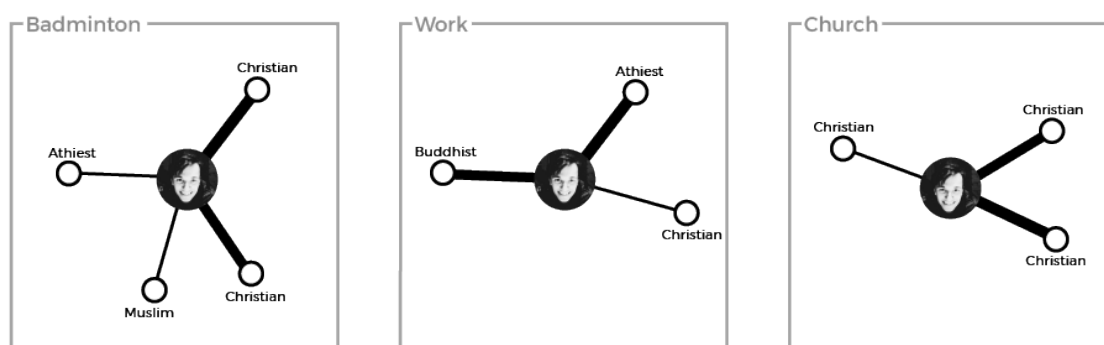 Badminton
Christian
Athiest
Muslim
Christian
Work
Athiest
Buddhist
Christian
Church
Christian
Christian
Christian